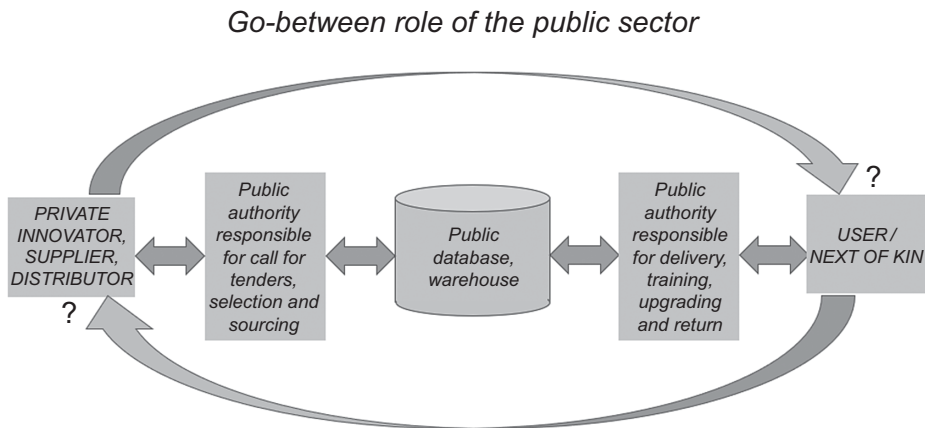 Go-between role of the public sector
?
PRIVATE
INNOVATOR,
SUPPLIER,
DISTRIBUTOR
?
Public
authority
responsible
for call for
tenders,
selection and
sourcing
Public
database,
warehouse
Public
authority
responsible
for delivery,
training,
upgrading
and return
USER /
NEXT OF KIN